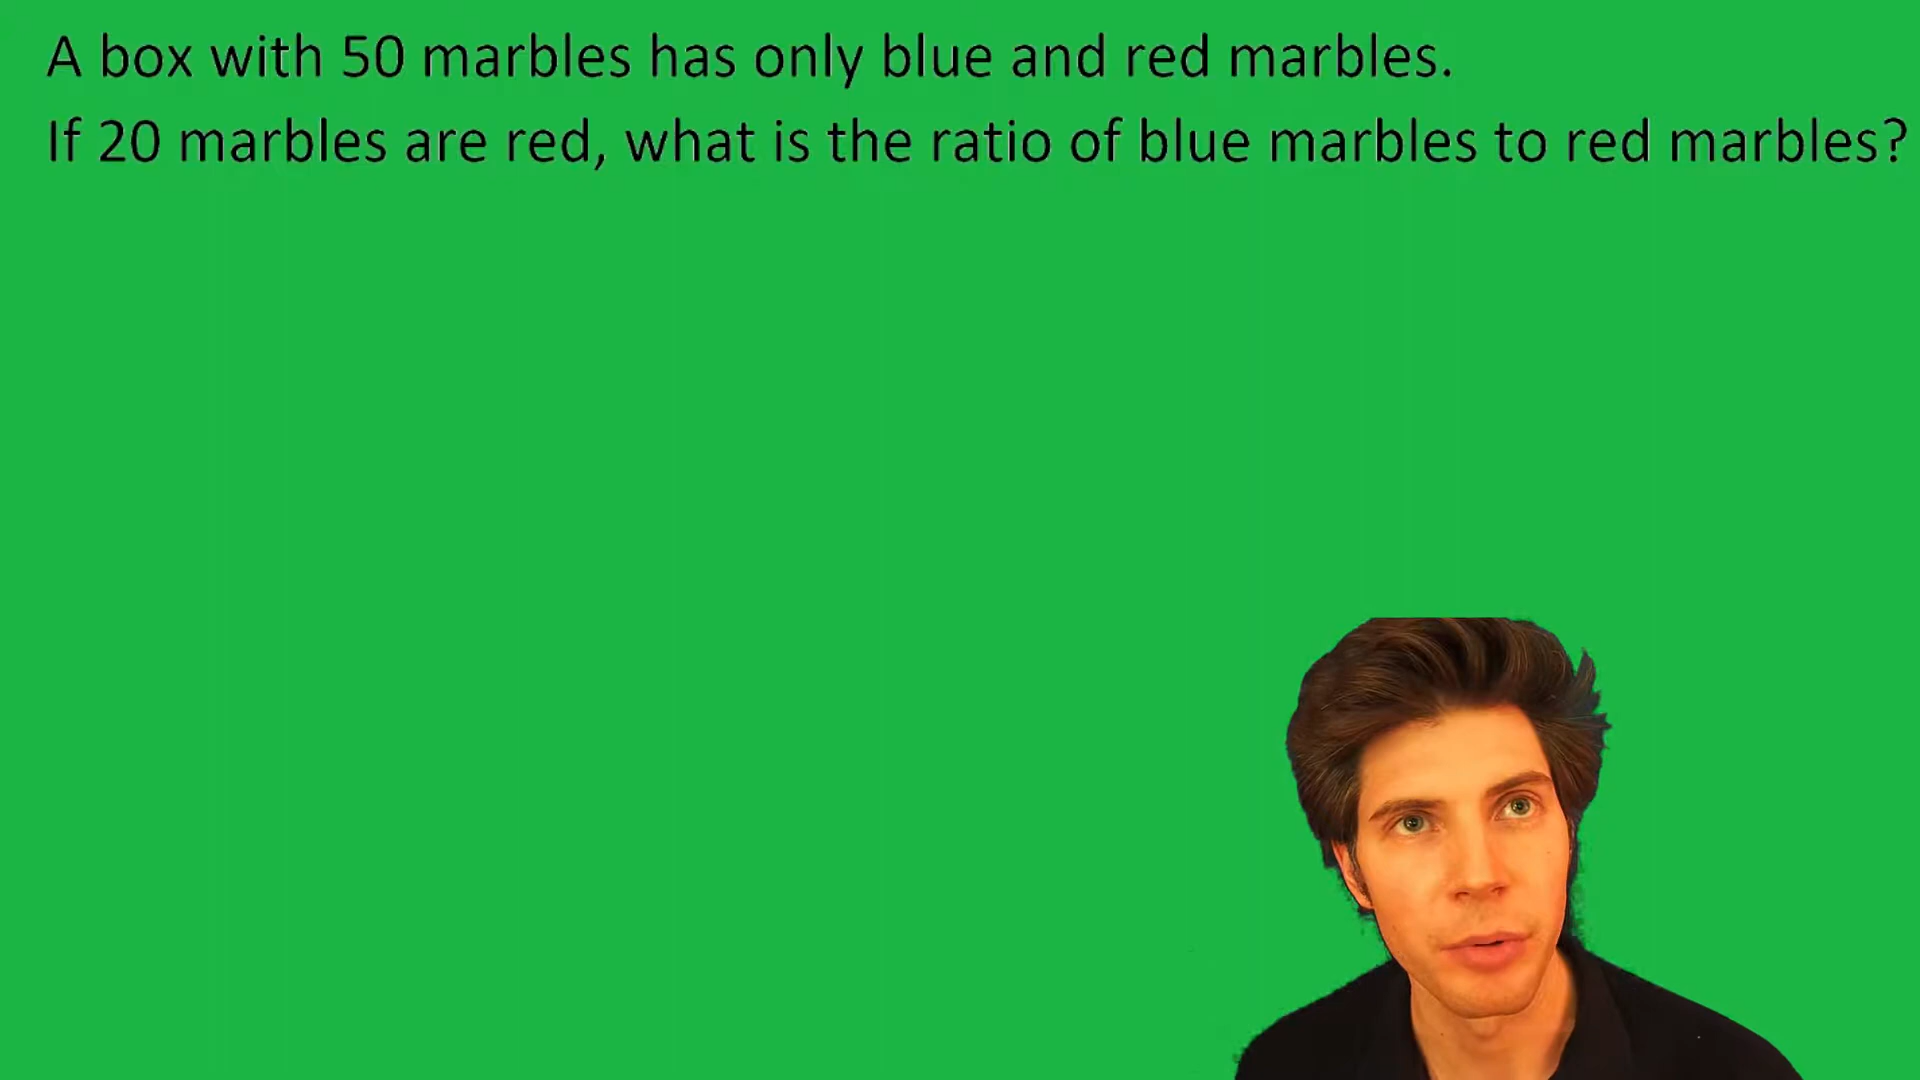 A box with 50 marbles has only blue and red marbles.
If 20 marbles are red, what is the ratio of blue marbles to red marbles?